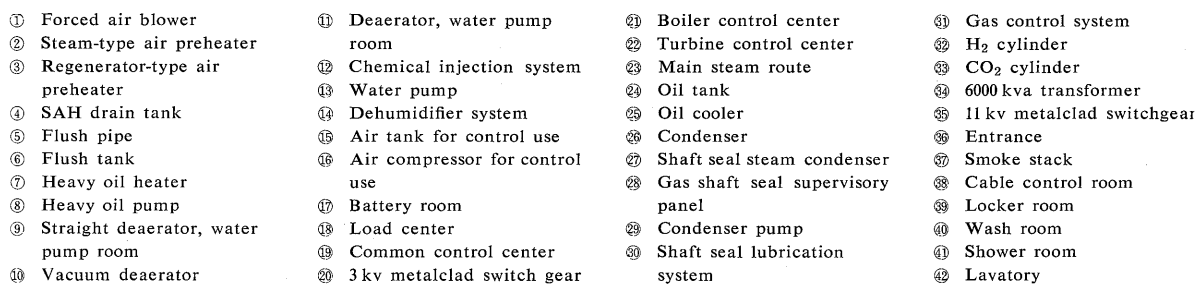 ① Forced air blower
② Steam-type air preheater
③ Regenerator-type air
preheater
④ SAH drain tank
⑤ Flush pipe
⑥ Flush tank
⑦ Heavy oil heater
⑧ Heavy oil pump
⑨ Straight deaerator, water
pump room
⑩ Vacuum deaerator
⑪ Deaerator, water pump
room
⑫ Chemical injection system
⑬ Water pump
⑭ Dehumidifier system
⑮ Air tank for control use
⑯ Air compressor for control
use
⑰ Battery room
⑱ Load center
⑲ Common control center
⑳ 3 kv metalclad switch gear
㉑ Boiler control center
㉒ Turbine control center
㉓ Main steam route
㉔ Oil tank
㉕ Oil cooler
㉖ Condenser
㉗ Shaft seal steam condenser
㉘ Gas shaft seal supervisory
panel
㉙ Condenser pump
㉚ Shaft seal lubrication
system
㉛ Gas control system
㉜ H₂ cylinder
㉝ CO₂ cylinder
㉞ 6000 kva transformer
㉟ 11 kv metalclad switchgear
㊱ Entrance
㊲ Smoke stack
㊳ Cable control room
㊴ Locker room
㊵ Wash room
㊶ Shower room
㊷ Lavatory